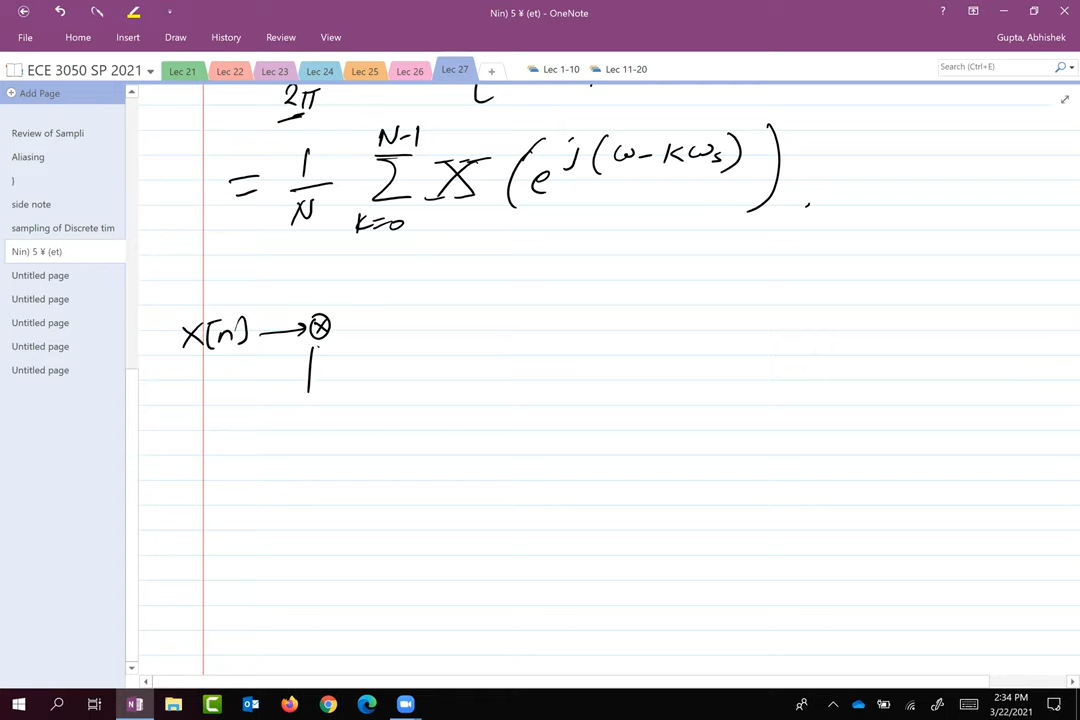 Nin) 5 ¥ (et) - OneNote
?
File Home Insert Draw History Review View
Gupta, Abhishek
ECE 3050 SP 2021
Lec 21 Lec 22 Lec 23 Lec 24 Lec 25 Lec 26 Lec 27 + Lec 1-10 Lec 11-20
Search (Ctrl+E)
Add Page
Review of Sampli
Aliasing
}
side note
sampling of Discrete tim
Nin) 5 ¥ (et)
Untitled page
Untitled page
Untitled page
Untitled page
Untitled page
2π
N-1
= 1/N Σ X (e^{j(ω-kωs)}).
k=0
x[n] → ⊗
2:34 PM
3/22/2021